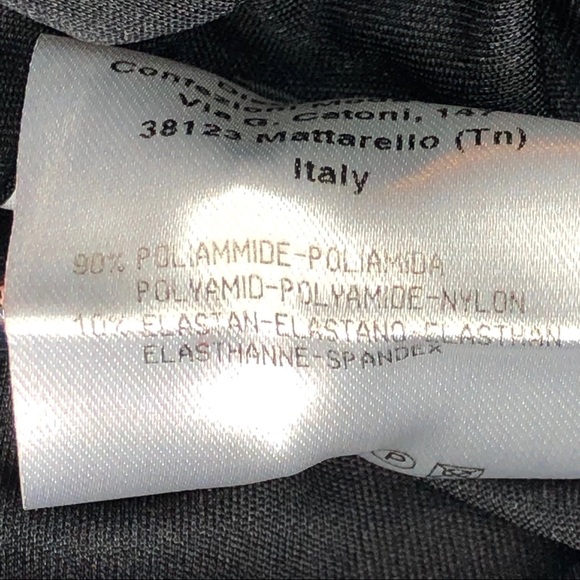 Via G. Catoni, 147
38123 Mattarello (Tn)
Italy
90% POLIAMMIDE-POLIAMIDA
POLYAMID-POLYAMIDE-NYLON
10% ELASTAN-ELASTANO-ELASTHAN
ELASTHANNE-SPANDEX
P